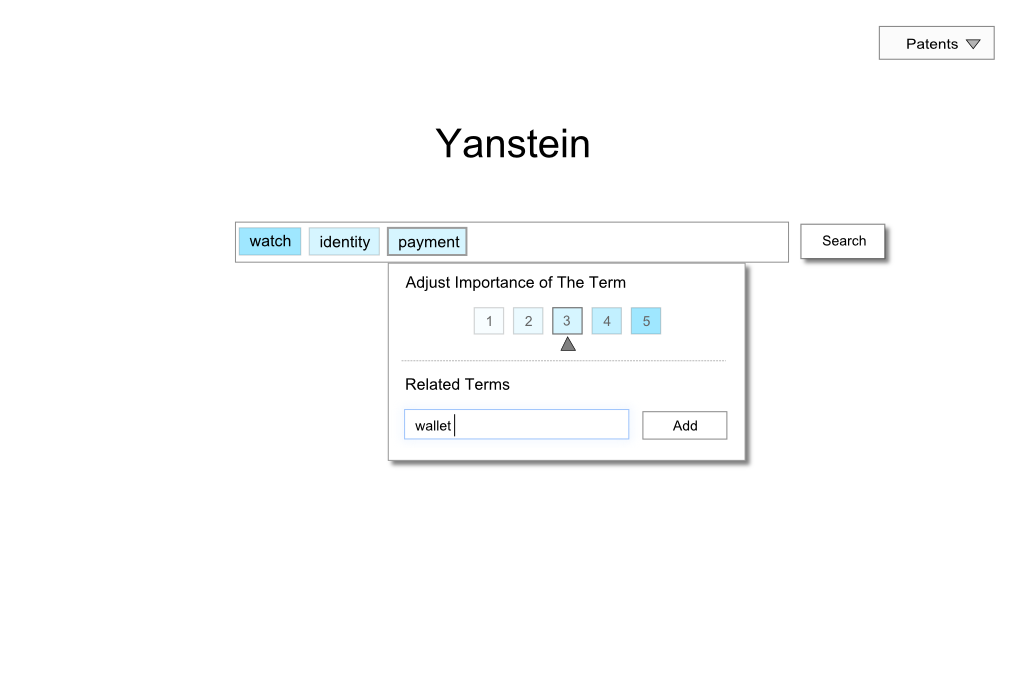 Patents
Yanstein
watch identity payment Search
Adjust Importance of The Term
1 2 3 4 5
Related Terms
wallet Add